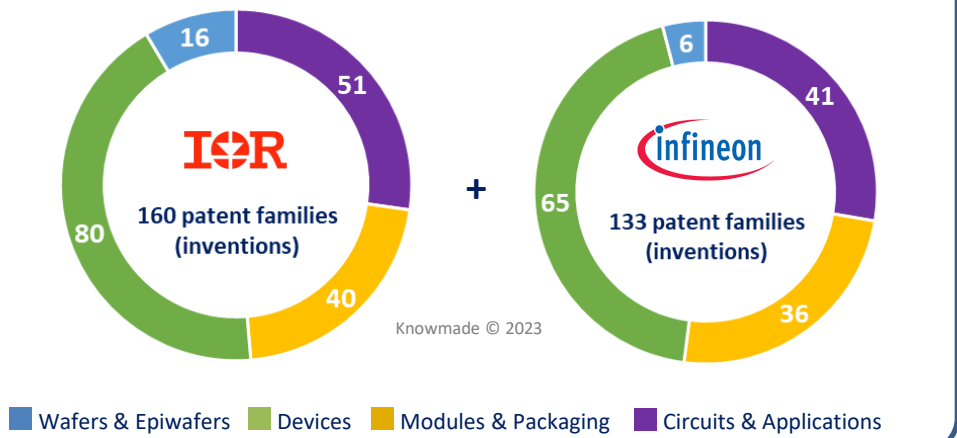 16
51
80
40
IOR
160 patent families
(inventions)
+
6
41
65
36
infineon
133 patent families
(inventions)
Knowmade © 2023
Wafers & Epiwafers
Devices
Modules & Packaging
Circuits & Applications